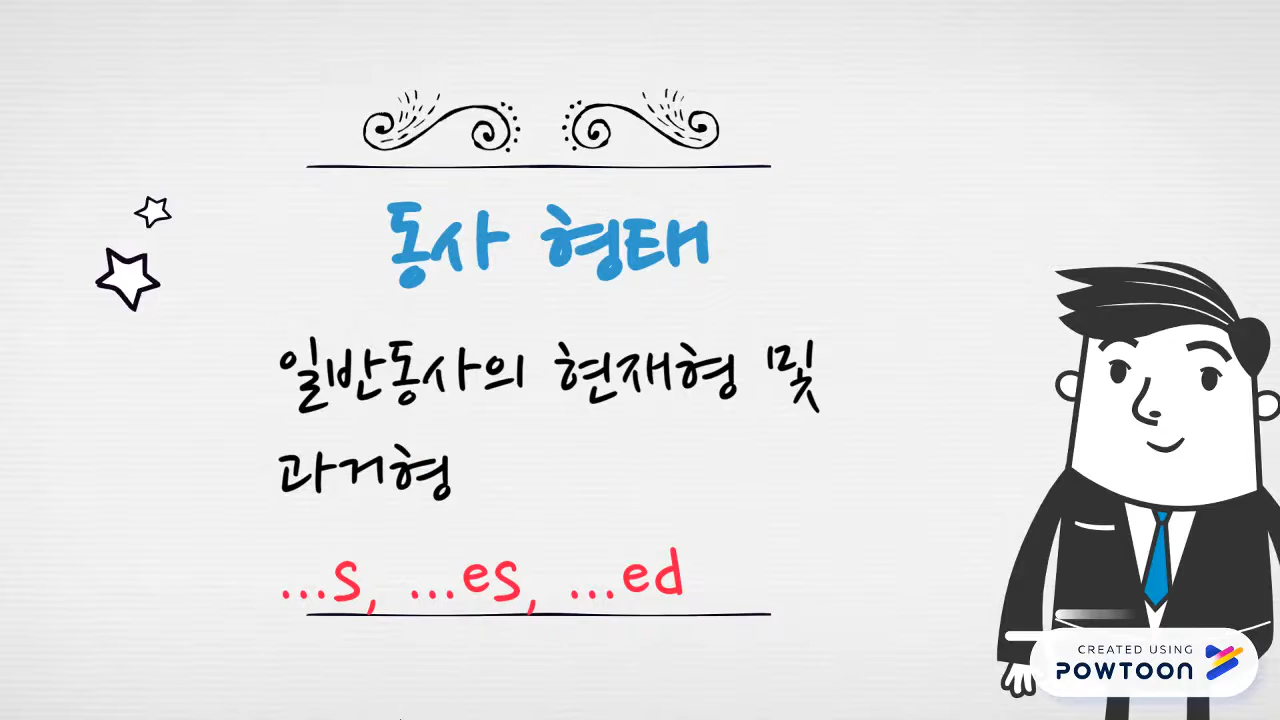 동사 형태
일반동사의 현재형 및
과거형
...s, ...es, ...ed
CREATED USING
POWTOON